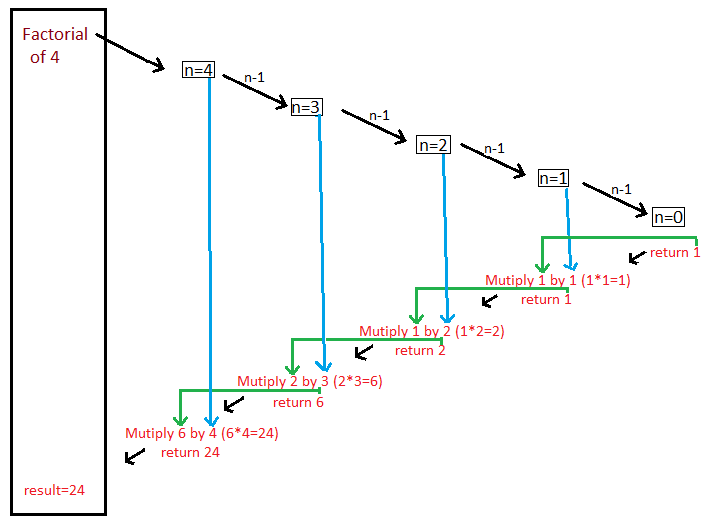 Factorial
of 4
n=4
n-1
n=3
n-1
n=2
n-1
n=1
n-1
n=0
return 1
Mutiply 1 by 1 (1*1=1)
return 1
Mutiply 1 by 2 (1*2=2)
return 2
Mutiply 2 by 3 (2*3=6)
return 6
Mutiply 6 by 4 (6*4=24)
return 24
result=24